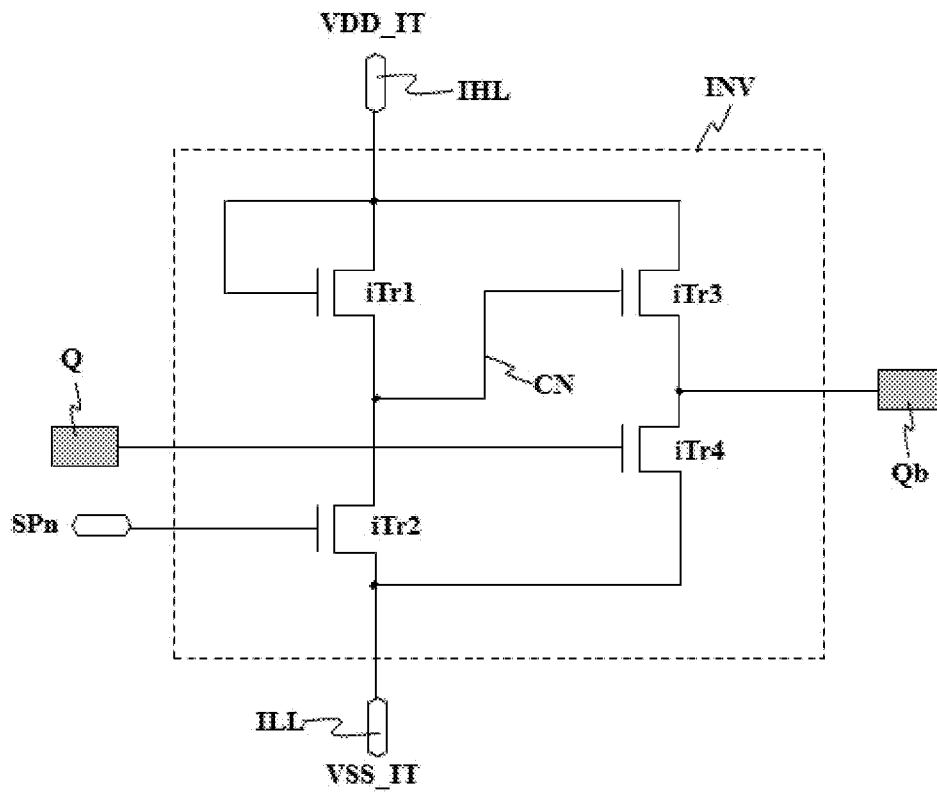 VDD_IT
IHL
INV
iTr1
iTr3
Q
CN
iTr4
Qb
SPn
iTr2
ILL
VSS_IT